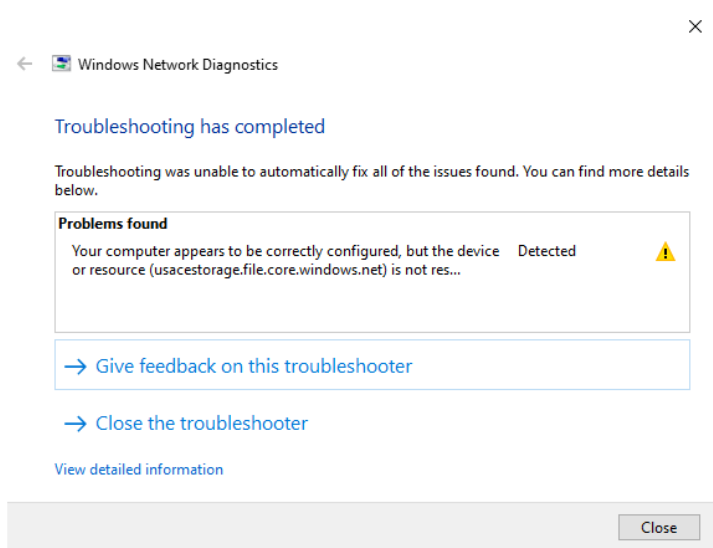 Windows Network Diagnostics
Troubleshooting has completed
Troubleshooting was unable to automatically fix all of the issues found. You can find more details
below.
Problems found
Your computer appears to be correctly configured, but the device Detected
or resource (usacestorage.file.core.windows.net) is not res...
Give feedback on this troubleshooter
Close the troubleshooter
View detailed information
Close